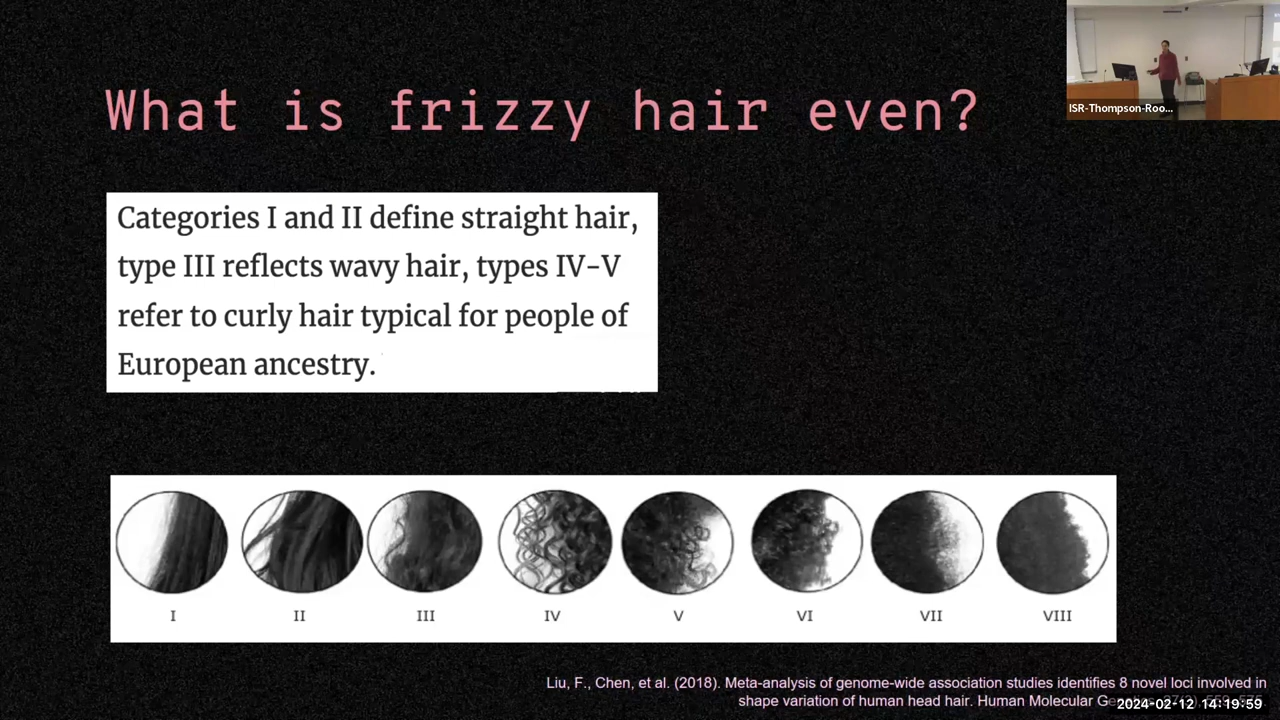 What is frizzy hair even?
ISR-Thompson-Roo...
Categories I and II define straight hair,
type III reflects wavy hair, types IV-V
refer to curly hair typical for people of
European ancestry.
I II III IV V VI VII VIII
Liu, F., Chen, et al. (2018). Meta-analysis of genome-wide association studies identifies 8 novel loci involved in
shape variation of human head hair. Human Molecular
2024-02-12 14:19:59